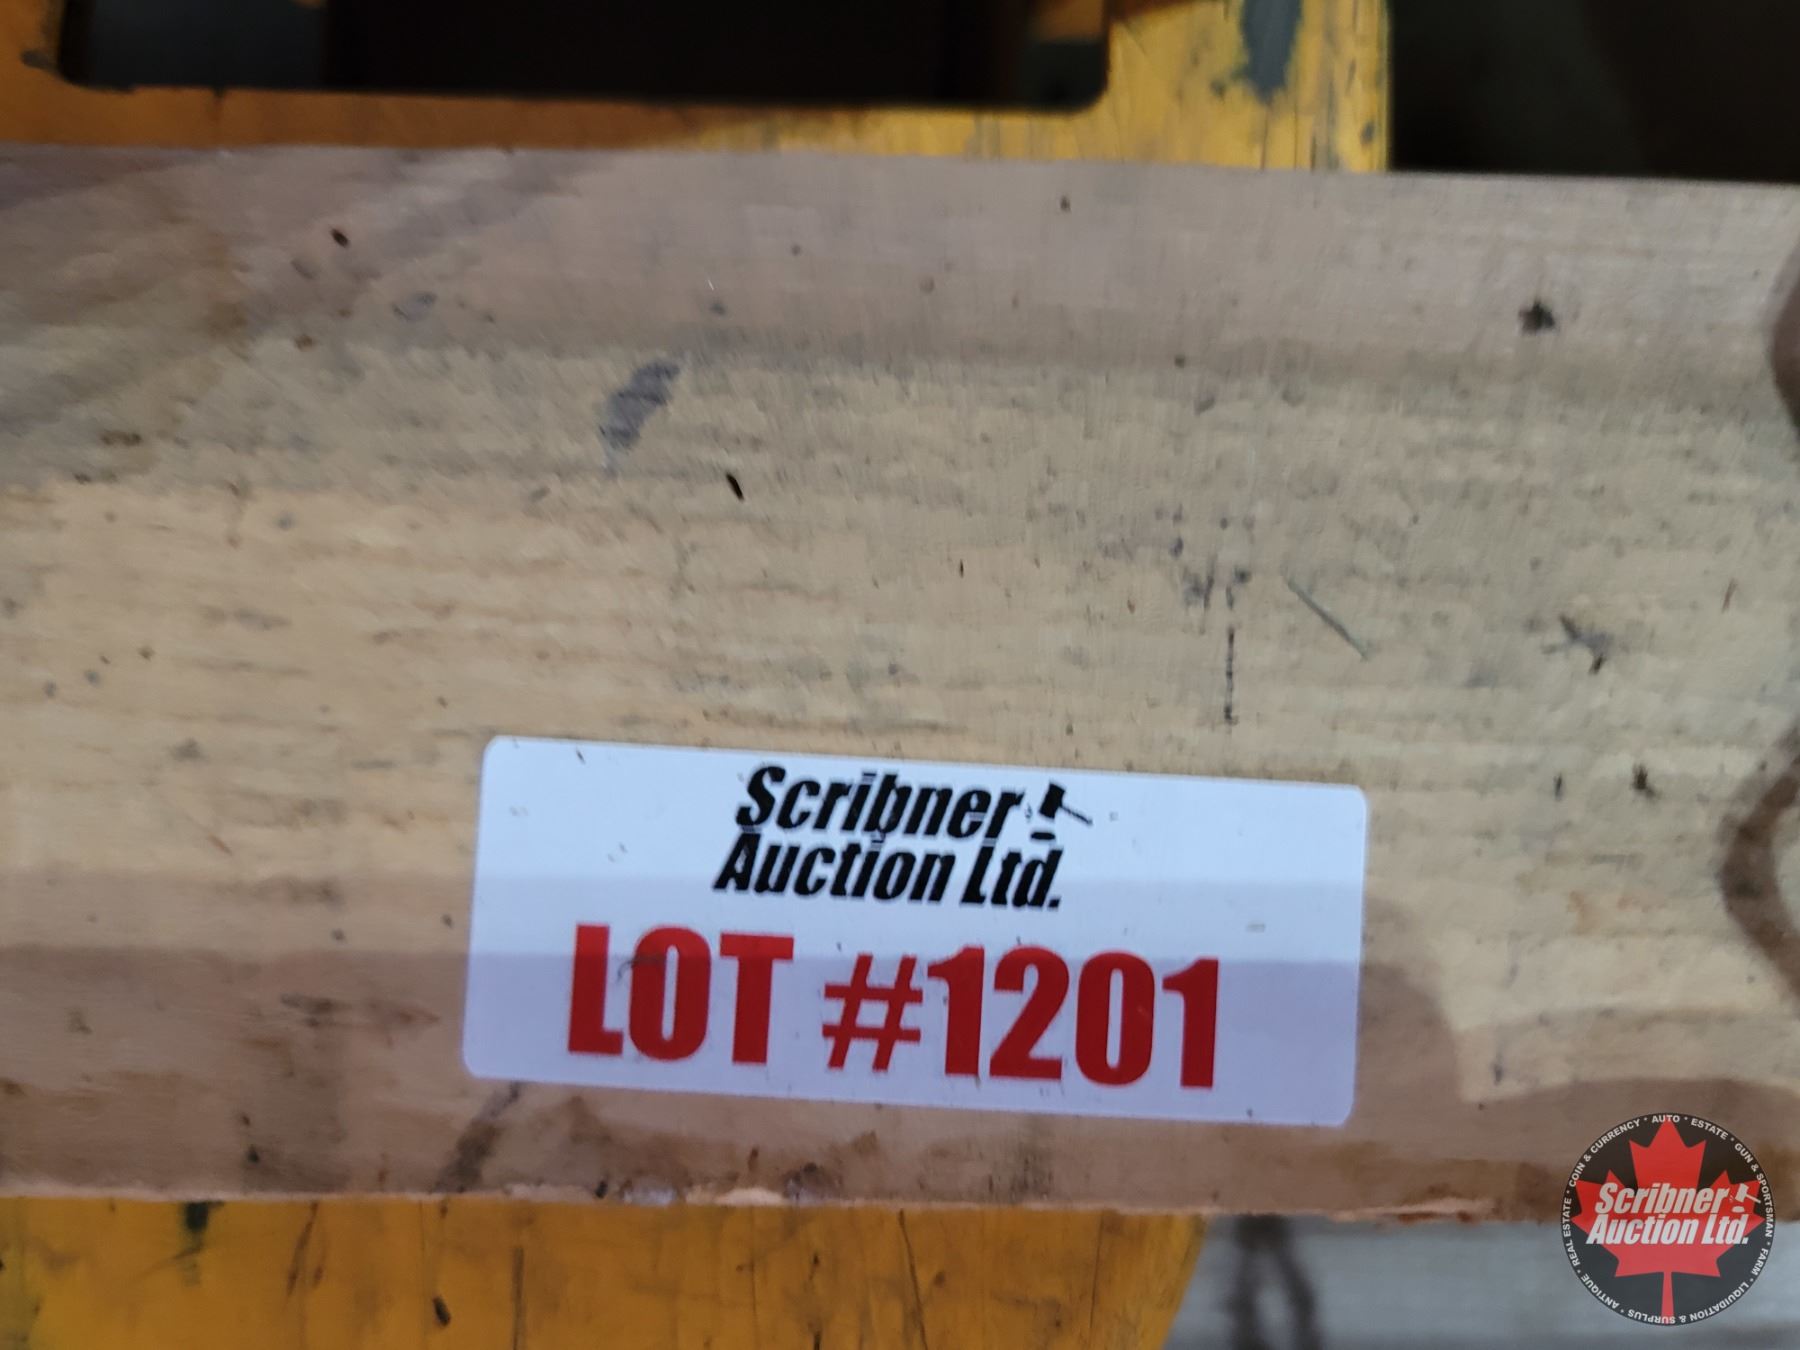 Scribner
Auction Ltd.
LOT #1201
COIN & CURRENCY * AUTO * ESTATE * GUN & SPORTSMAN * FARM * LIQUIDATION & SURPLUS * ANTIQUE * REAL ESTATE *
Scribner
Auction Ltd.